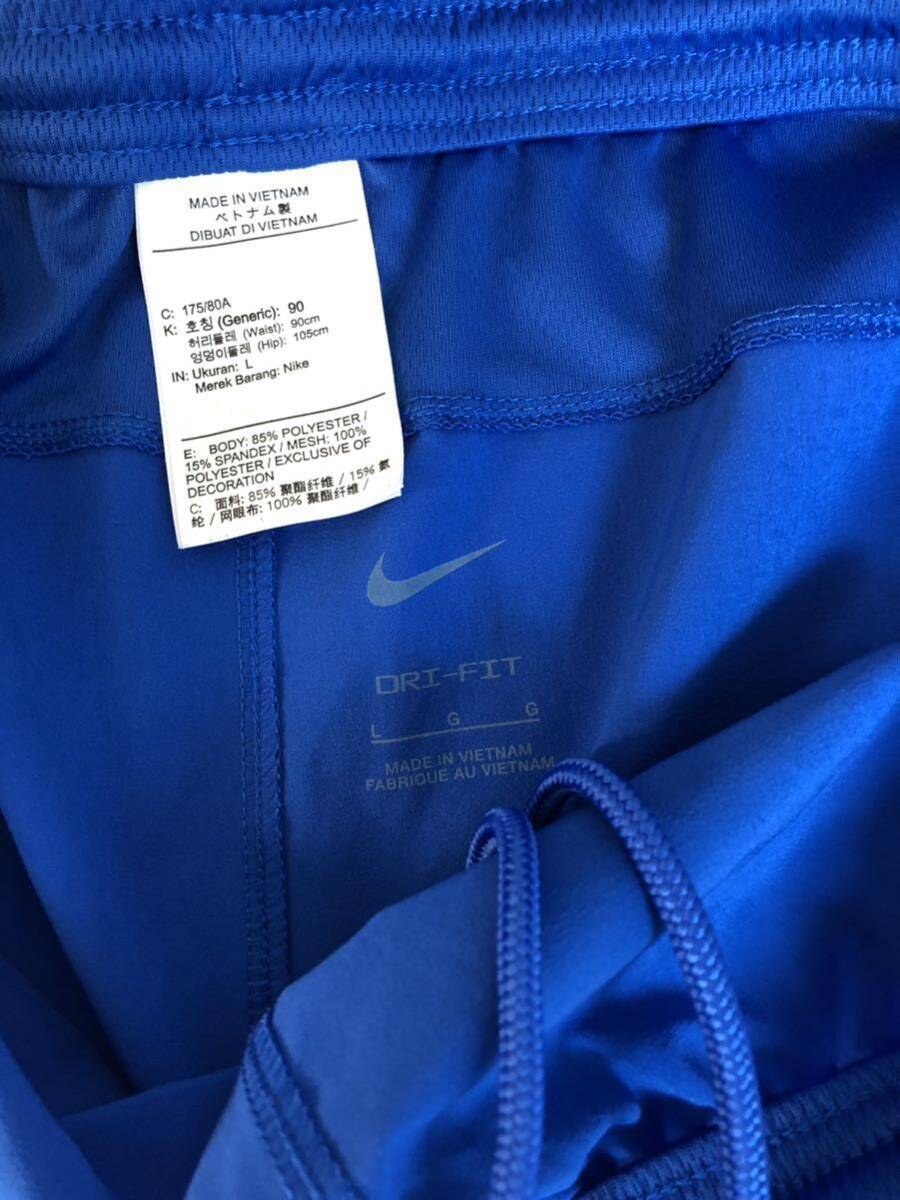 MADE IN VIETNAM
ベトナム製
DIBUAT DI VIETNAM
C: 175/80A
K: 호칭 (Generic): 90
허리둘레 (Waist): 90cm
엉덩이둘레 (Hip): 105cm
IN: Ukuran: L
Merek Barang: Nike
E: BODY: 85% POLYESTER /
15% SPANDEX / MESH: 100%
POLYESTER / EXCLUSIVE OF
DECORATION
C: 面料: 85% 聚酯纤维 / 15% 氨
纶 / 网眼布: 100% 聚酯纤维 /
DRI-FIT
L G G
MADE IN VIETNAM
FABRIQUE AU VIETNAM